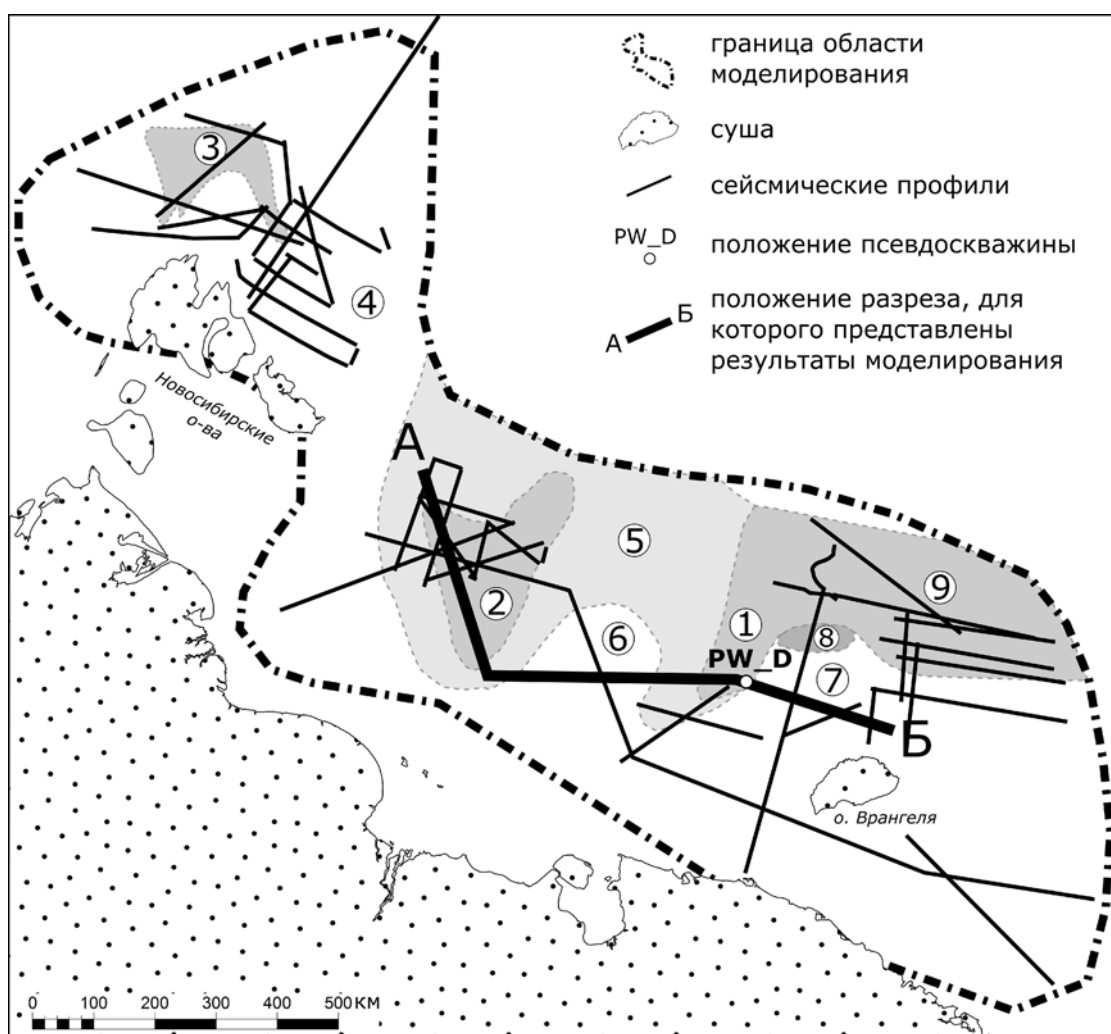 граница области
моделирования
суша
сейсмические профили
PW_D
положение псевдоскважины
А
Б
положение разреза, для
которого представлены
результаты моделирования
3
4
Новосибирские
о-ва
А
5
2
9
1
8
6
PW_D
7
Б
о. Врангеля
0 100 200 300 400 500 КМ